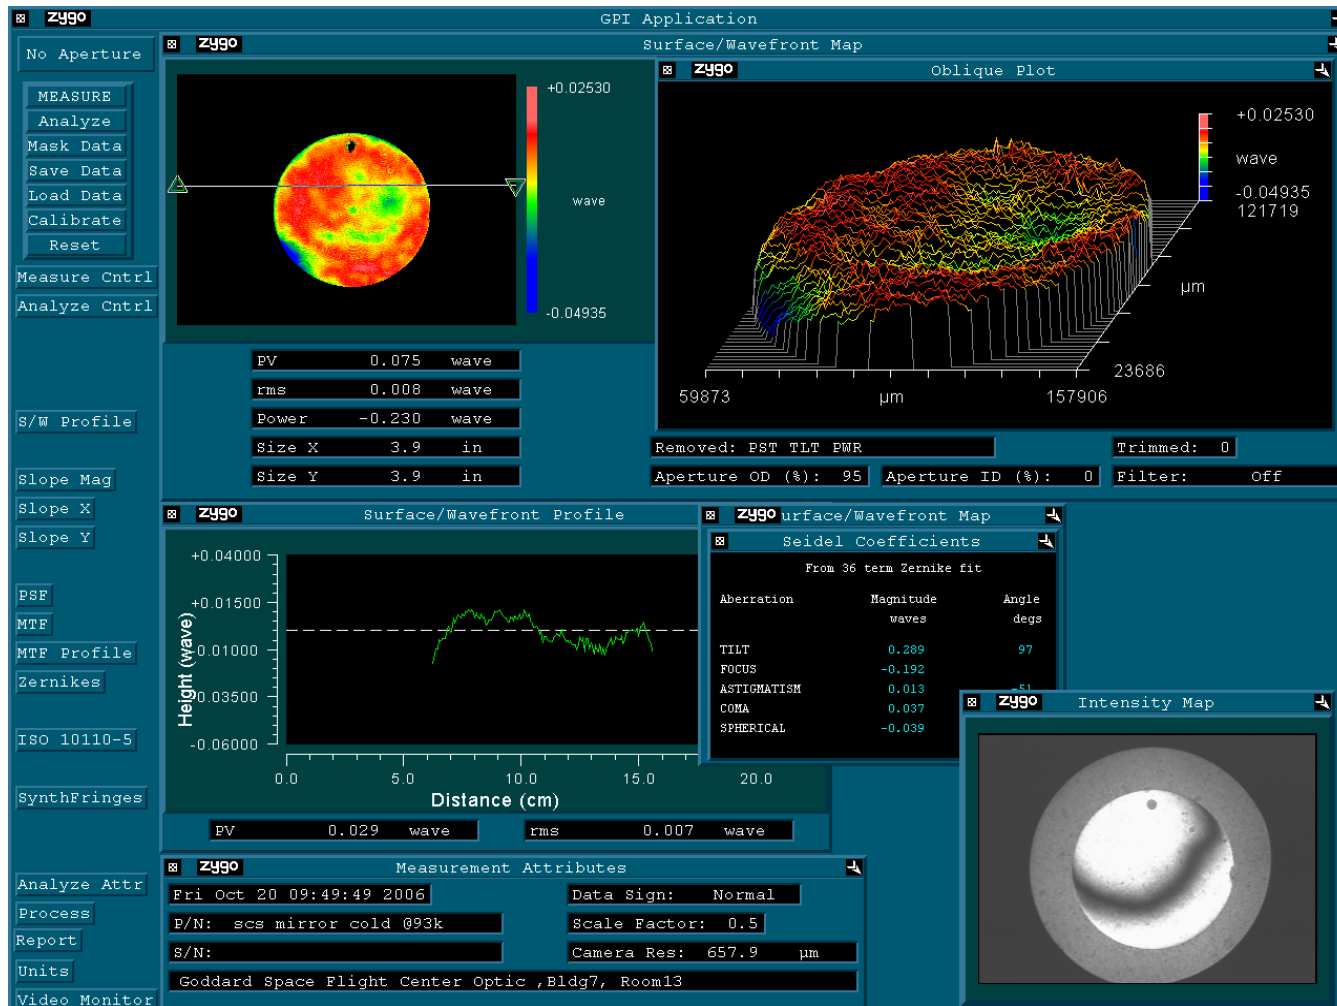 zygo GPI Application
No Aperture
MEASURE
Analyze
Mask Data
Save Data
Load Data
Calibrate
Reset
Measure Cntrl
Analyze Cntrl
S/W Profile
Slope Mag
Slope X
Slope Y
PSF
MTF
MTF Profile
Zernikes
ISO 10110-5
SynthFringes
Analyze Attr
Process
Report
Units
Video Monitor
zygo Surface/Wavefront Map
+0.02530
wave
-0.04935
PV 0.075 wave
rms 0.008 wave
Power -0.230 wave
Size X 3.9 in
Size Y 3.9 in
zygo Oblique Plot
+0.02530
wave
-0.04935
121719
µm
23686
59873 µm 157906
Removed: PST TLT PWR
Trimmed: 0
Aperture OD (%): 95
Aperture ID (%): 0
Filter: Off
zygo Surface/Wavefront Profile
+0.04000
+0.01500
-0.01000
-0.03500
-0.06000
Height (wave)
0.0 5.0 10.0 15.0 20.0
Distance (cm)
PV 0.029 wave
rms 0.007 wave
zygo urface/Wavefront Map
Seidel Coefficients
From 36 term Zernike fit
Aberration Magnitude Angle
waves degs
TILT 0.289 97
FOCUS -0.192
ASTIGMATISM 0.013 -51
COMA 0.037
SPHERICAL -0.039
zygo Intensity Map
zygo Measurement Attributes
Fri Oct 20 09:49:49 2006
Data Sign: Normal
P/N: scs mirror cold @93k
Scale Factor: 0.5
S/N:
Camera Res: 657.9 µm
Goddard Space Flight Center Optic ,Bldg7, Room13